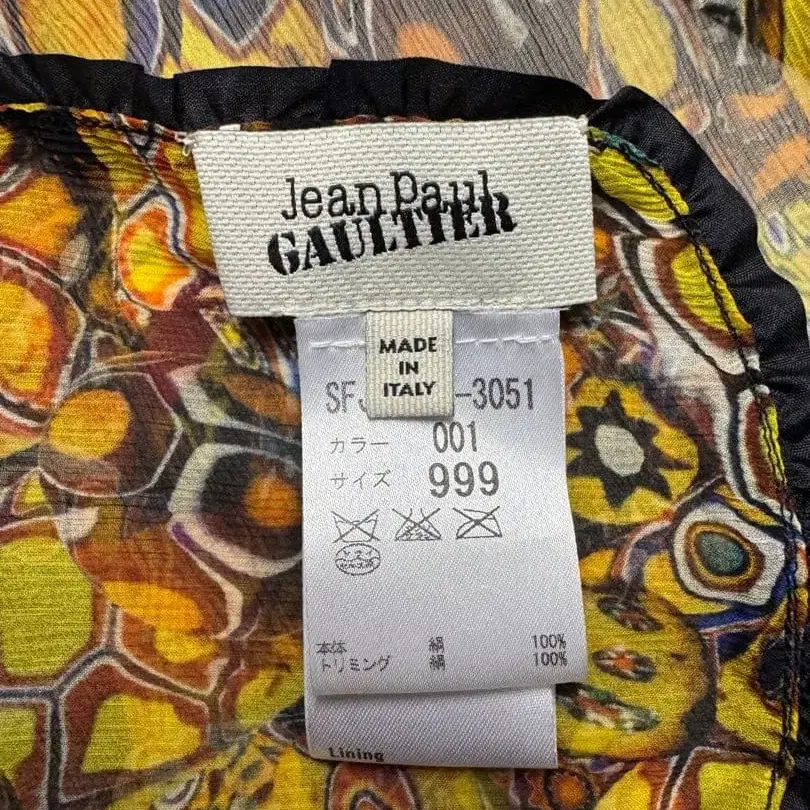 Jean Paul
GAULTIER
MADE
IN
ITALY
-3051
カラー 001
サイズ 999
本体 絹 100%
トリミング 絹 100%
Lining